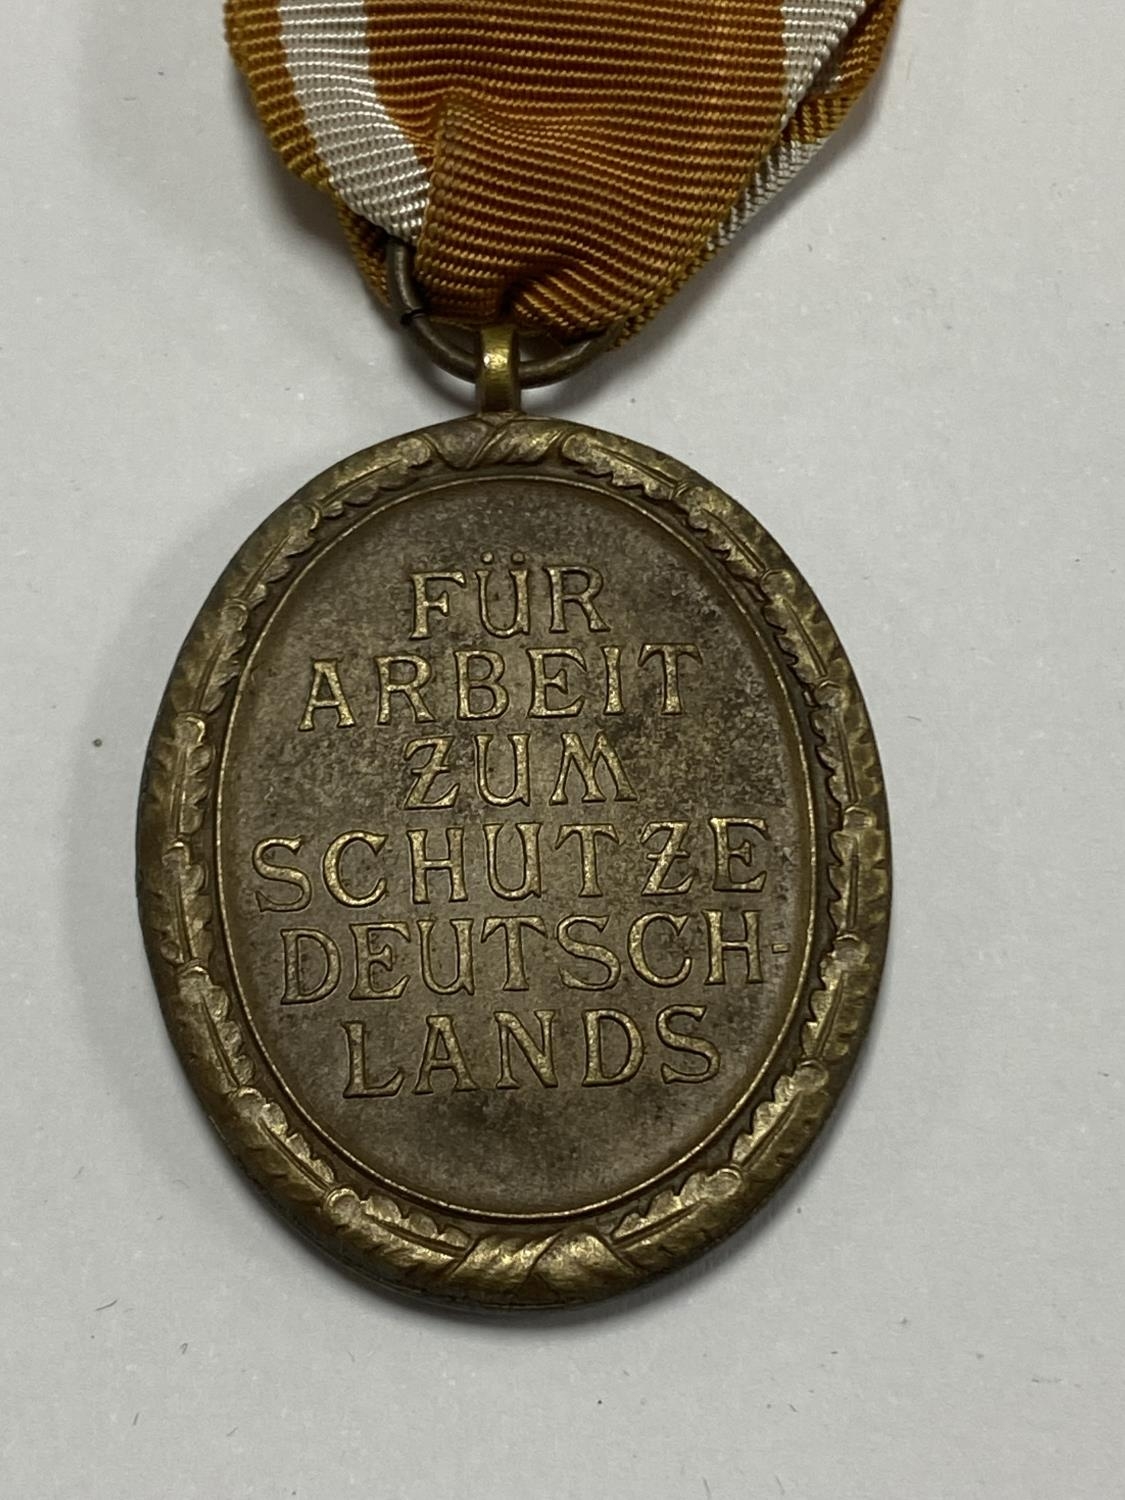 FÜR
ARBEIT
ZUM
SCHUTZE
DEUTSCH-
LANDS